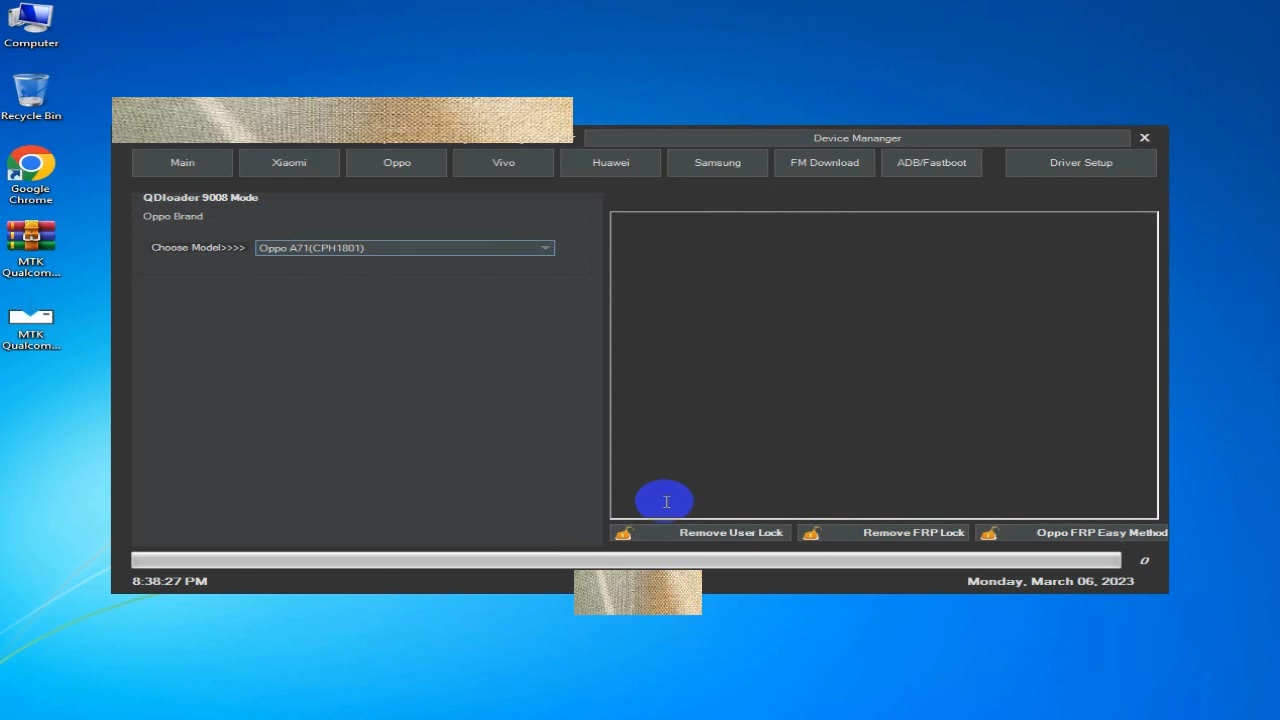 Computer
Recycle Bin
Google
Chrome
MTK
Qualcom...
MTK
Qualcom...
Device Mananger
Main
Xiaomi
Oppo
Vivo
Huawei
Samsung
FM Download
ADB/Fastboot
Driver Setup
QDloader 9008 Mode
Oppo Brand
Choose Model>>>>
Oppo A71(CPH1801)
Remove User Lock
Remove FRP Lock
Oppo FRP Easy Method
0
8:38:27 PM
Monday, March 06, 2023